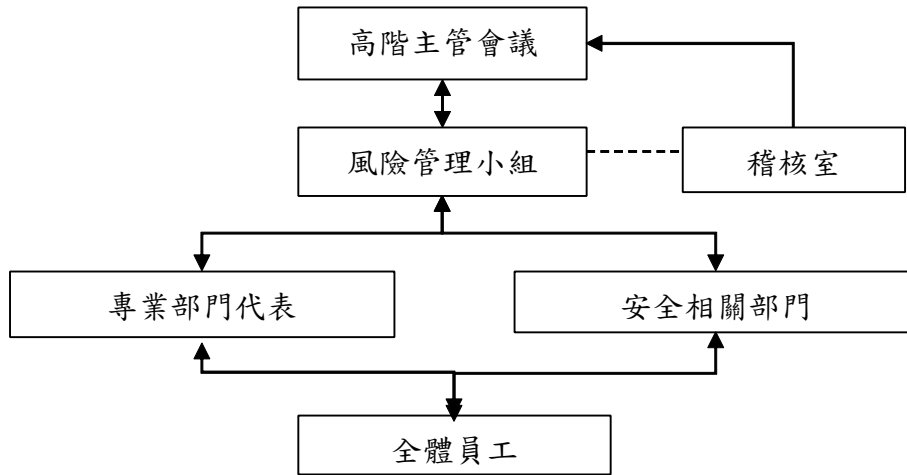 高階主管會議
風險管理小組
稽核室
專業部門代表
安全相關部門
全體員工